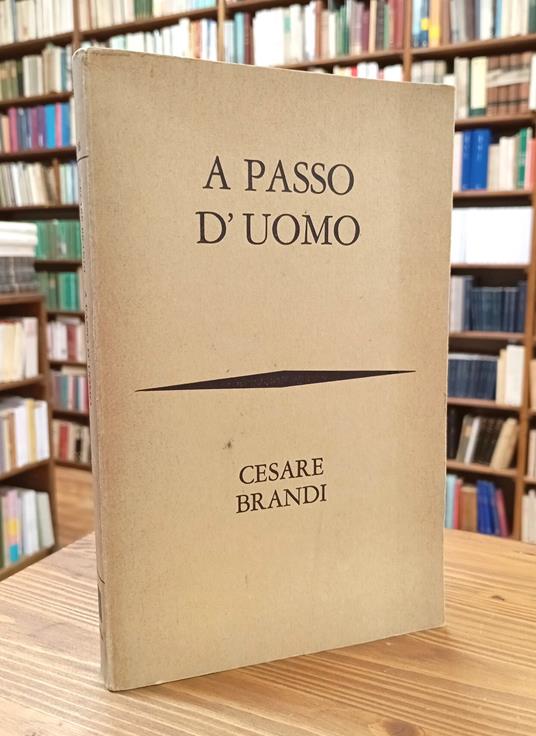 A PASSO
D' UOMO
CESARE
BRANDI